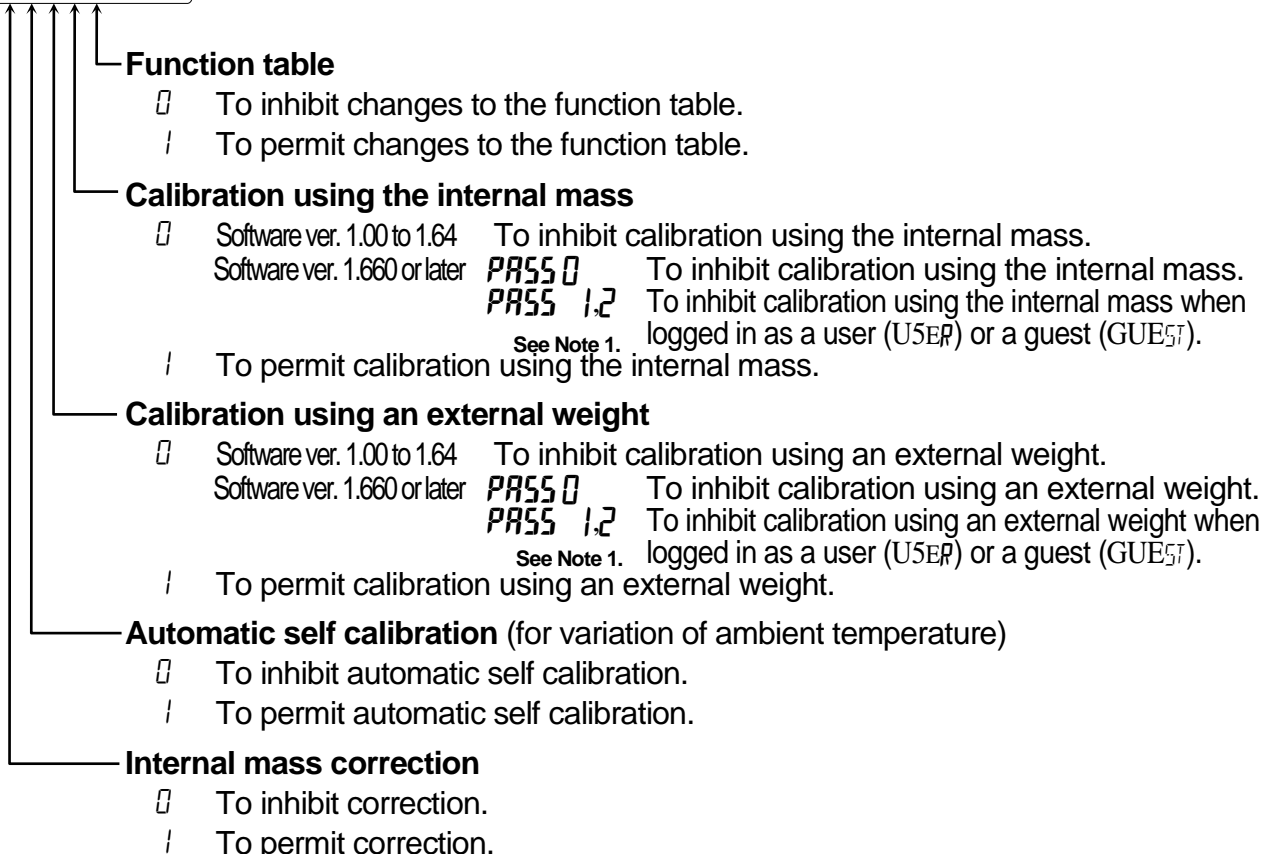 Function table
0 To inhibit changes to the function table.
1 To permit changes to the function table.
Calibration using the internal mass
0 Software ver. 1.00 to 1.64 To inhibit calibration using the internal mass.
Software ver. 1.660 or later PASS 0 To inhibit calibration using the internal mass.
PASS 1,2 To inhibit calibration using the internal mass when
See Note 1. logged in as a user (U5ER) or a guest (GUEST).
1 To permit calibration using the internal mass.
Calibration using an external weight
0 Software ver. 1.00 to 1.64 To inhibit calibration using an external weight.
Software ver. 1.660 or later PASS 0 To inhibit calibration using an external weight.
PASS 1,2 To inhibit calibration using an external weight when
See Note 1. logged in as a user (U5ER) or a guest (GUEST).
1 To permit calibration using an external weight.
Automatic self calibration (for variation of ambient temperature)
0 To inhibit automatic self calibration.
1 To permit automatic self calibration.
Internal mass correction
0 To inhibit correction.
1 To permit correction.